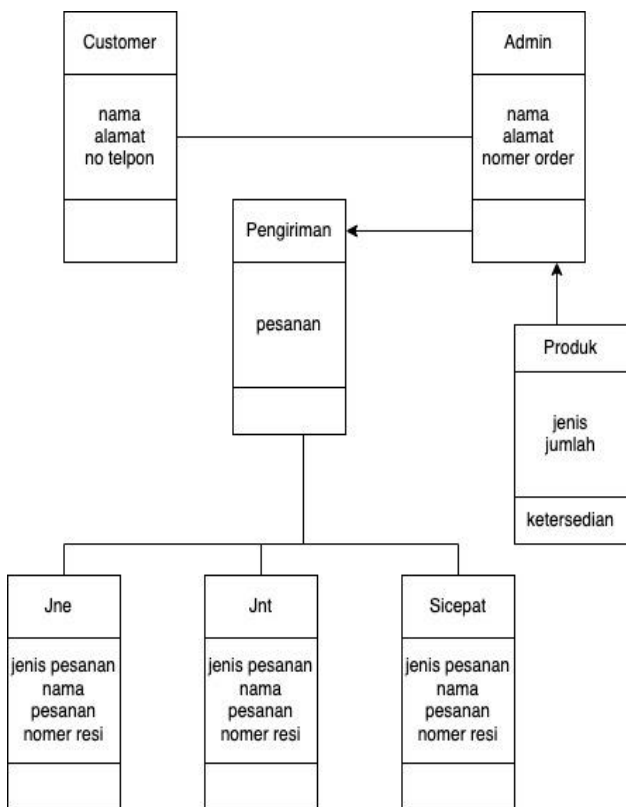 Customer
nama
alamat
no telpon
Admin
nama
alamat
nomer order
Pengiriman
pesanan
Produk
jenis
jumlah
ketersedian
Jne
jenis pesanan
nama
pesanan
nomer resi
Jnt
jenis pesanan
nama
pesanan
nomer resi
Sicepat
jenis pesanan
nama
pesanan
nomer resi